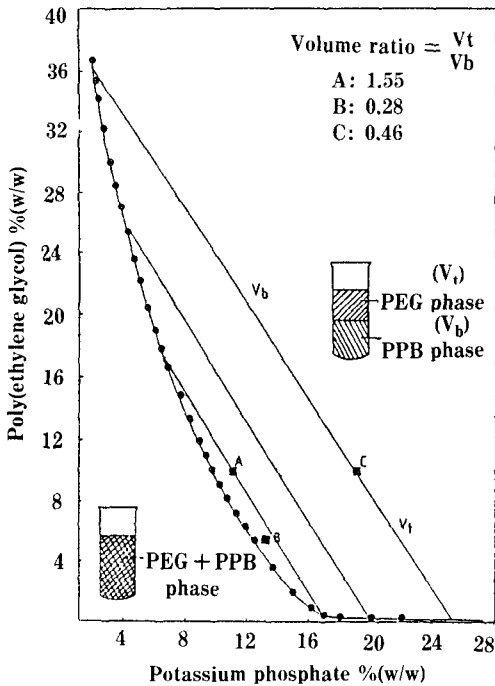 40
36
32
28
24
20
16
12
8
4
Poly(ethylene glycol) %(w/w)
Volume ratio = Vt
Vb
A: 1.55
B: 0.28
C: 0.46
Vb
(Vt)
PEG phase
(Vb)
PPB phase
A
C
B
Vt
PEG + PPB
phase
4 8 12 16 20 24 28
Potassium phosphate %(w/w)